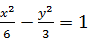 x²/6 − y²/3 = 1